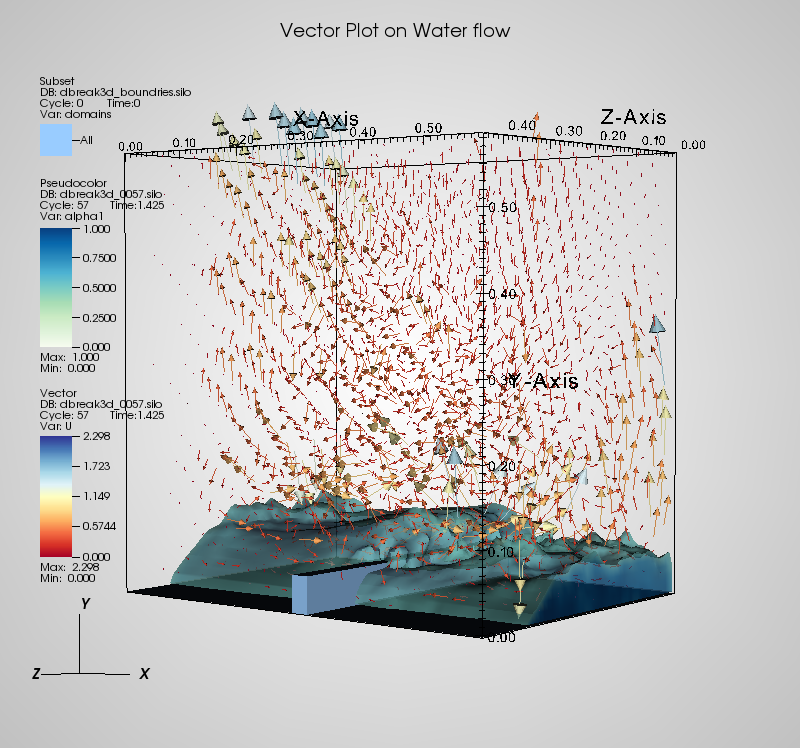 Vector Plot on Water flow
Subset
DB: dbreak3d_boundries.silo
Cycle: 0 Time:0
Var: domains
All
Pseudocolor
DB: dbreak3d_0057.silo
Cycle: 57 Time:1.425
Var: alpha1
1.000
0.7500
0.5000
0.2500
0.000
Max: 1.000
Min: 0.000
Vector
DB: dbreak3d_0057.silo
Cycle: 57 Time:1.425
Var: U
2.298
1.723
1.149
0.5744
0.000
Max: 2.298
Min: 0.000
X-Axis
0.00 0.10 0.20 0.30 0.40 0.50
Z-Axis
0.40 0.30 0.20 0.10 0.00
Y-Axis
0.50
0.40
0.30
0.20
0.10
0.00
Y
Z X